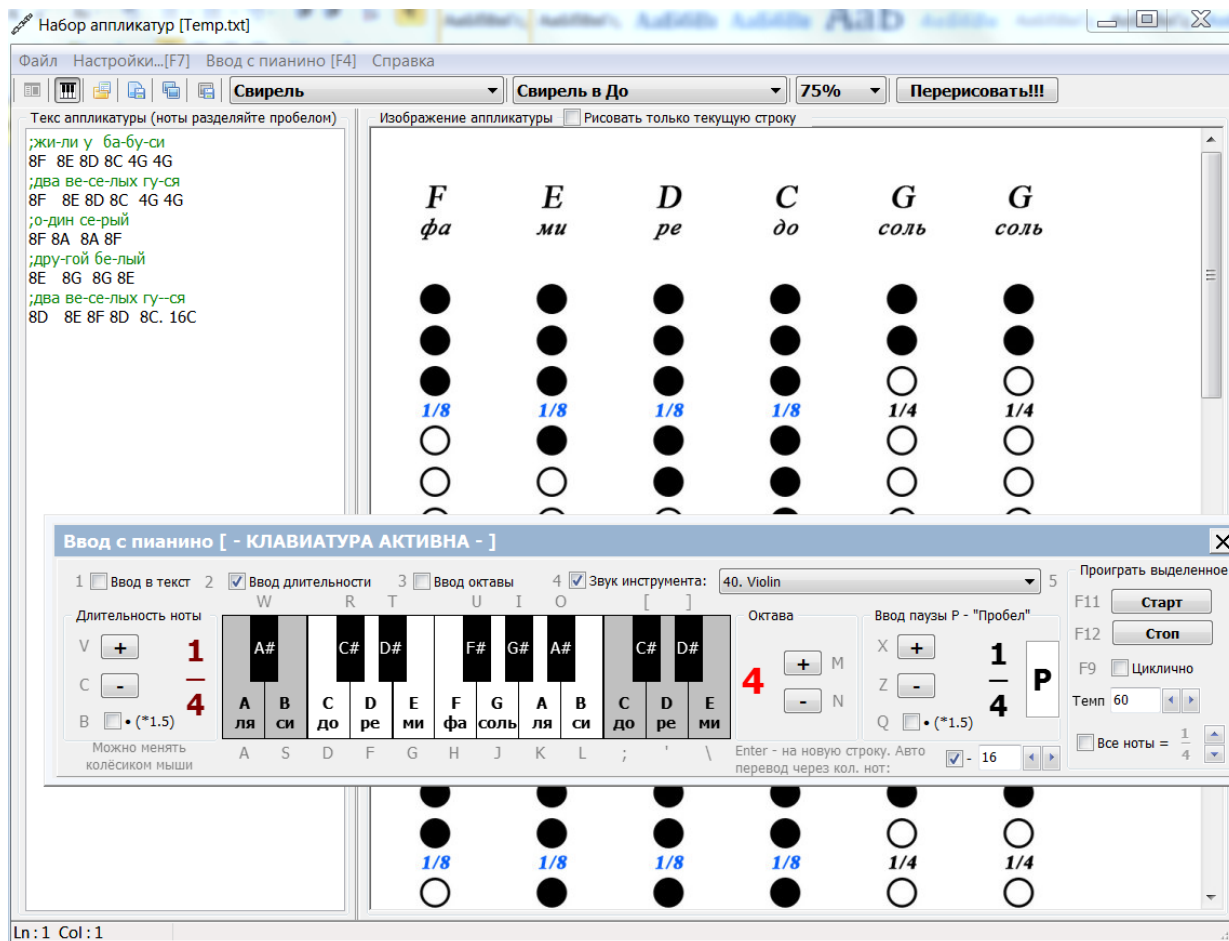 Набор аппликатур [Temp.txt]
Файл Настройки...[F7] Ввод с пианино [F4] Справка
Свирель Свирель в До 75% Перерисовать!!!
Текс аппликатуры (ноты разделяйте пробелом) Изображение аппликатуры Рисовать только текущую строку
;жи-ли у ба-бу-си
8F 8E 8D 8C 4G 4G
;два ве-се-лых гу-ся
8F 8E 8D 8C 4G 4G
;о-дин се-рый
8F 8A 8A 8F
;дру-гой бе-лый
8E 8G 8G 8E
;два ве-се-лых гу--ся
8D 8E 8F 8D 8C. 16C
F E D C G G
фа ми ре до соль соль
1/8 1/8 1/8 1/8 1/4 1/4
Ввод с пианино [ - КЛАВИАТУРА АКТИВНА - ]
1 Ввод в текст 2 Ввод длительности 3 Ввод октавы 4 Звук инструмента: 40. Violin 5
W R T U I O [ ]
Длительность ноты
V + 1
C - 4
B • (*1.5)
Можно менять
колёсиком мыши
A# C# D# F# G# A# C# D#
A B C D E F G A B C D E
ля си до ре ми фа соль ля си до ре ми
A S D F G H J K L ; ' \
Октава
4 + M
- N
Ввод паузы P - "Пробел"
X + 1
Z - 4 P
Q • (*1.5)
Enter - на новую строку. Авто
перевод через кол. нот: - 16
Проиграть выделенное
F11 Старт
F12 Стоп
F9 Циклично
Темп 60
Все ноты = 1
4
1/8 1/8 1/8 1/8 1/4 1/4
Ln : 1 Col : 1